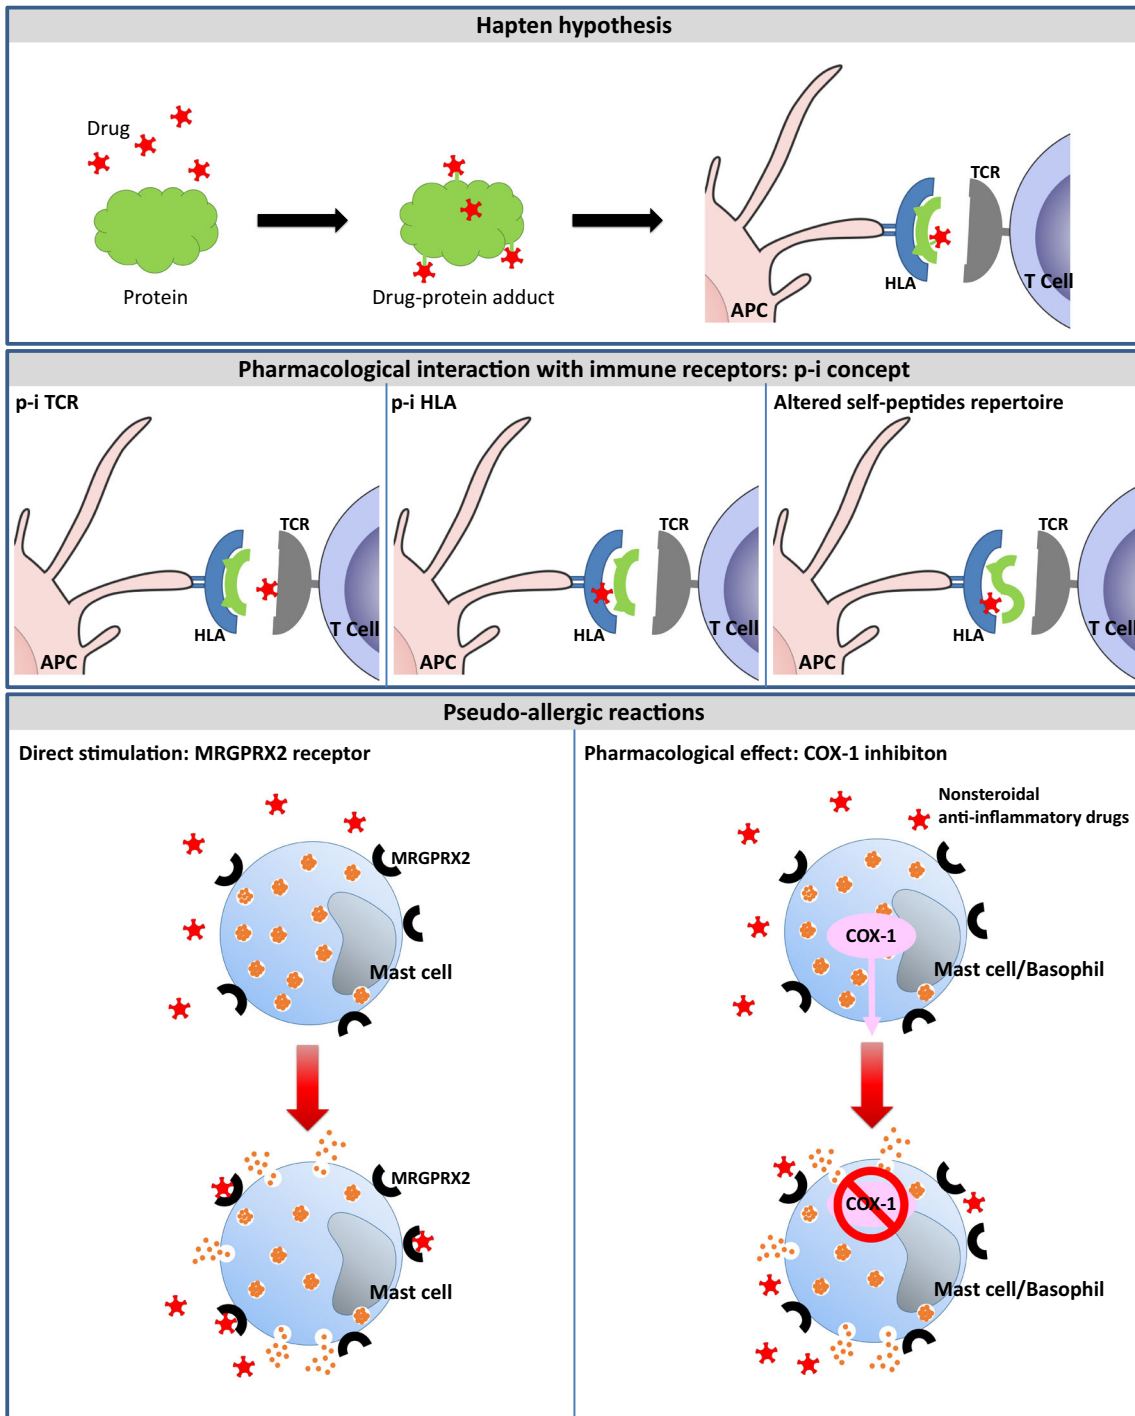 Hapten hypothesis
Drug
Protein
Drug-protein adduct
APC
HLA
TCR
T Cell
Pharmacological interaction with immune receptors: p-i concept
p-i TCR
APC
HLA
TCR
T Cell
p-i HLA
APC
HLA
TCR
T Cell
Altered self-peptides repertoire
APC
HLA
TCR
T Cell
Pseudo-allergic reactions
Direct stimulation: MRGPRX2 receptor
MRGPRX2
Mast cell
MRGPRX2
Mast cell
Pharmacological effect: COX-1 inhibiton
Nonsteroidal
anti-inflammatory drugs
COX-1
Mast cell/Basophil
COX-1
Mast cell/Basophil